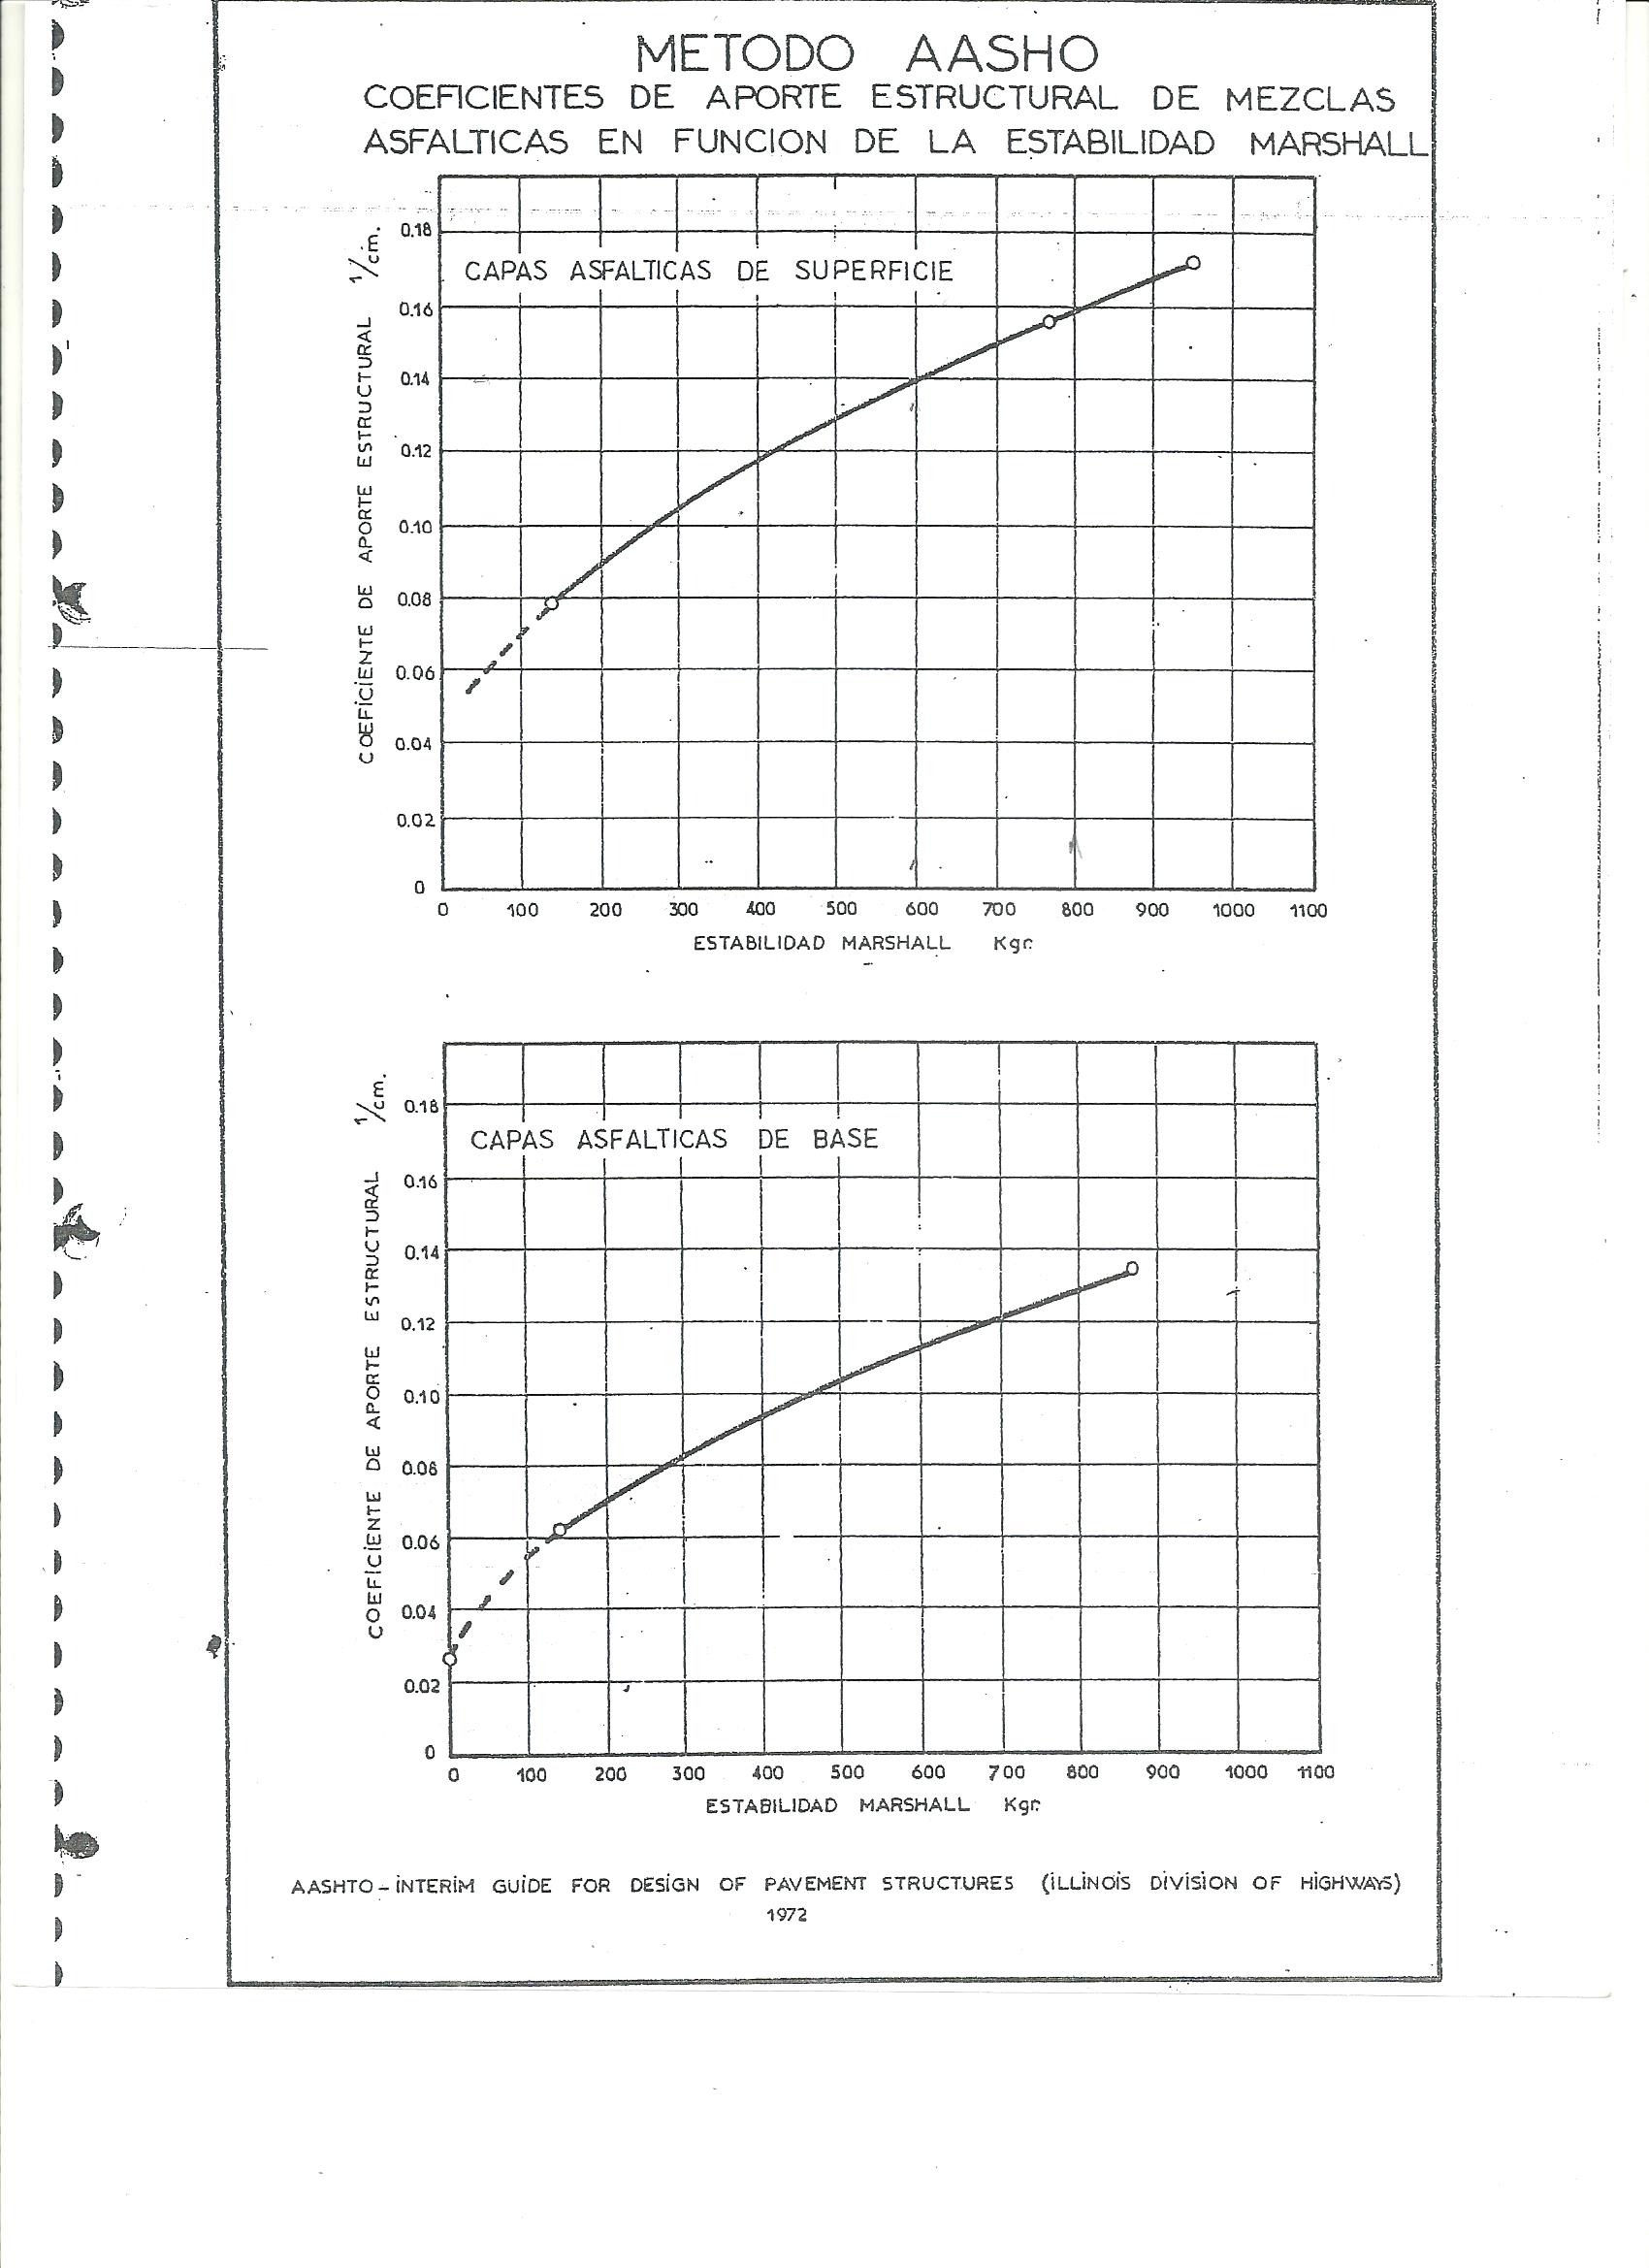 METODO AASHO
COEFICIENTES DE APORTE ESTRUCTURAL DE MEZCLAS
ASFALTICAS EN FUNCION DE LA ESTABILIDAD MARSHALL
COEFICIENTE DE APORTE ESTRUCTURAL 1/cm.
CAPAS ASFALTICAS DE SUPERFICIE
0.18
0.16
0.14
0.12
0.10
0.08
0.06
0.04
0.02
0
0 100 200 300 400 500 600 700 800 900 1000 1100
ESTABILIDAD MARSHALL Kgr.
COEFICIENTE DE APORTE ESTRUCTURAL 1/cm.
CAPAS ASFALTICAS DE BASE
0.18
0.16
0.14
0.12
0.10
0.08
0.06
0.04
0.02
0
0 100 200 300 400 500 600 700 800 900 1000 1100
ESTABILIDAD MARSHALL Kgr.
AASHTO - INTERIM GUIDE FOR DESIGN OF PAVEMENT STRUCTURES (ILLINOIS DIVISION OF HIGHWAYS)
1972